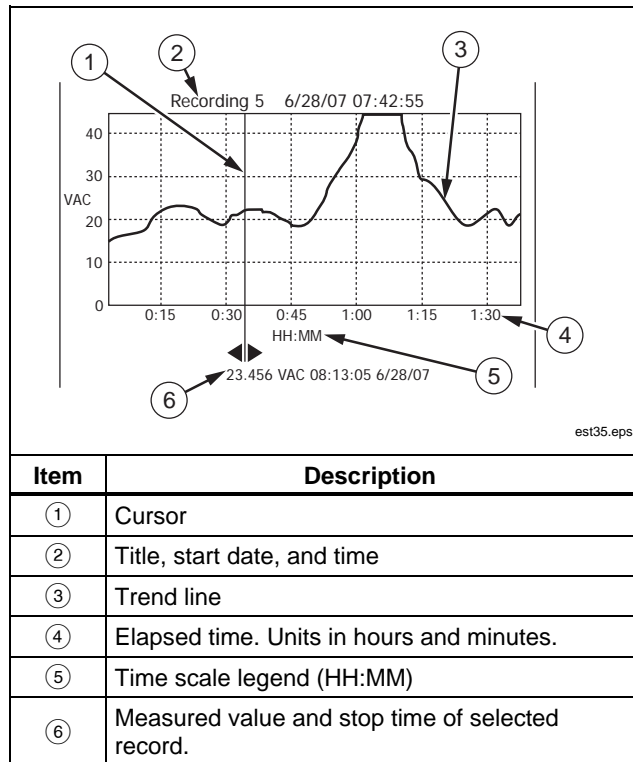 1
2
3
Recording 5 6/28/07 07:42:55
40
30
VAC
20
10
0
0:15 0:30 0:45 1:00 1:15 1:30
HH:MM
4
5
23.456 VAC 08:13:05 6/28/07
6
est35.eps
Item Description
1 Cursor
2 Title, start date, and time
3 Trend line
4 Elapsed time. Units in hours and minutes.
5 Time scale legend (HH:MM)
6 Measured value and stop time of selected
record.